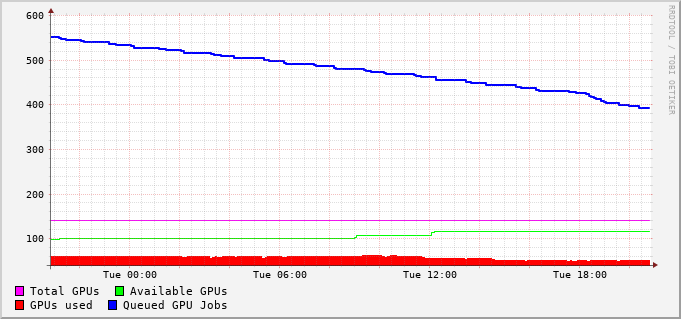 RRDTOOL / TOBI OETIKER
600
500
400
300
200
100
Tue 00:00 Tue 06:00 Tue 12:00 Tue 18:00
Total GPUs Available GPUs
GPUs used Queued GPU Jobs